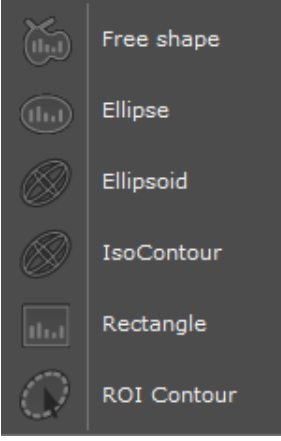 Free shape
Ellipse
Ellipsoid
IsoContour
Rectangle
ROI Contour